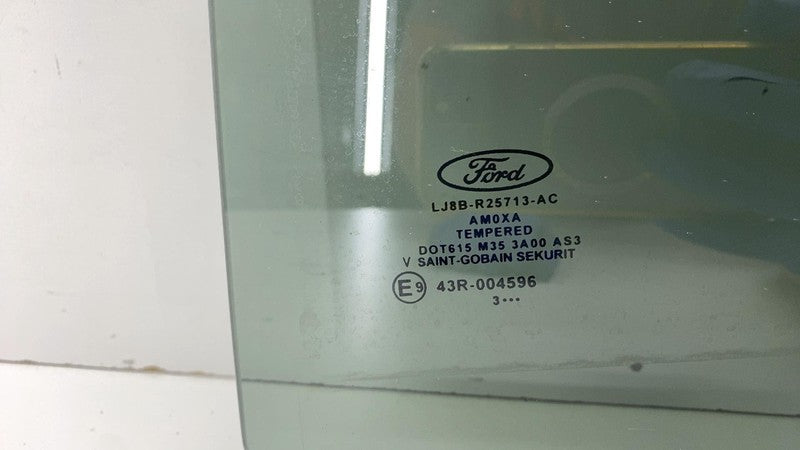 Ford
LJ8B-R25713-AC
AM0XA
TEMPERED
DOT615 M35 3A00 AS3
V SAINT-GOBAIN SEKURIT
E9 43R-004596
3•••